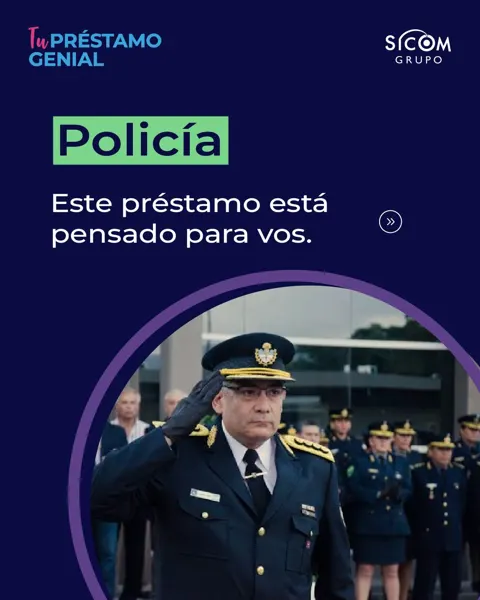 Tu PRÉSTAMO
GENIAL
SICOM
GRUPO
Policía
Este préstamo está
pensado para vos.